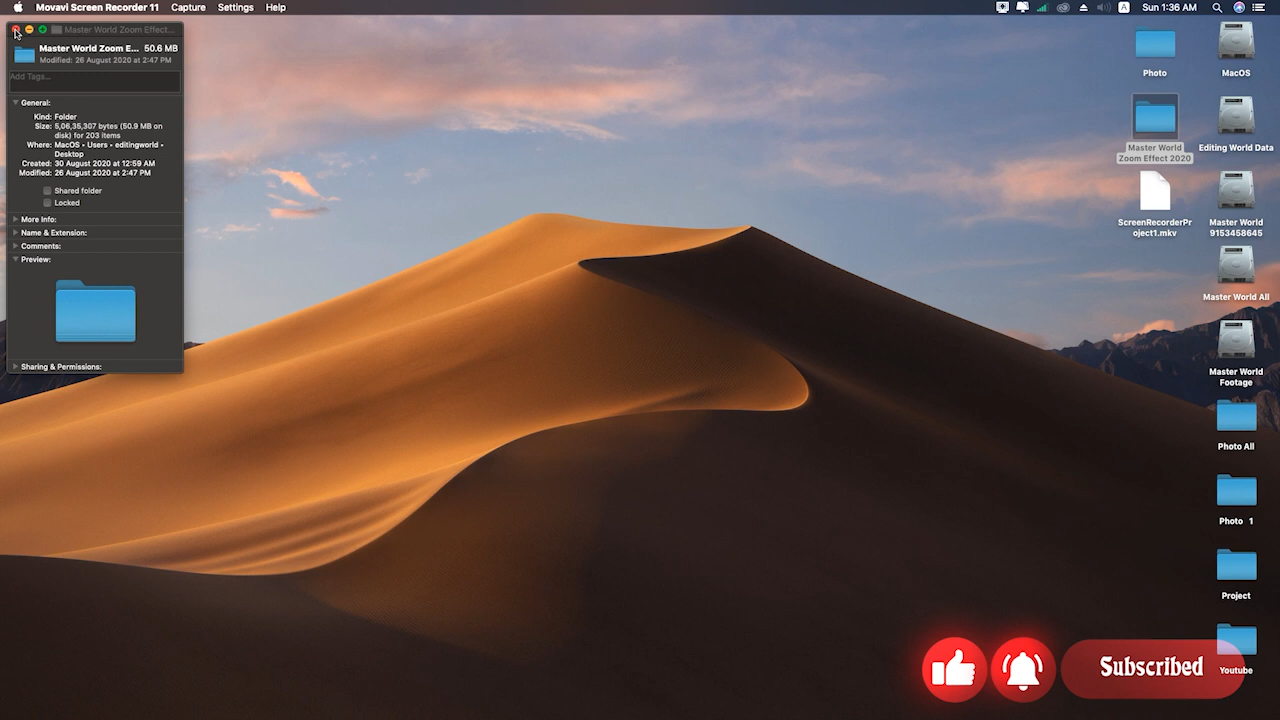 Movavi Screen Recorder 11 Capture Settings Help
A Sun 1:36 AM
Master World Zoom Effect...
Master World Zoom E... 50.6 MB
Modified: 26 August 2020 at 2:47 PM
Add Tags...
General:
Kind: Folder
Size: 5,06,35,307 bytes (50.9 MB on
disk) for 203 items
Where: MacOS • Users • editingworld •
Desktop
Created: 30 August 2020 at 12:59 AM
Modified: 26 August 2020 at 2:47 PM
Shared folder
Locked
More Info:
Name & Extension:
Comments:
Preview:
Sharing & Permissions:
Photo
MacOS
Master World
Zoom Effect 2020
Editing World Data
ScreenRecorderPr
oject1.mkv
Master World
9153458645
Master World All
Master World
Footage
Photo All
Photo 1
Project
Youtube
Subscribed